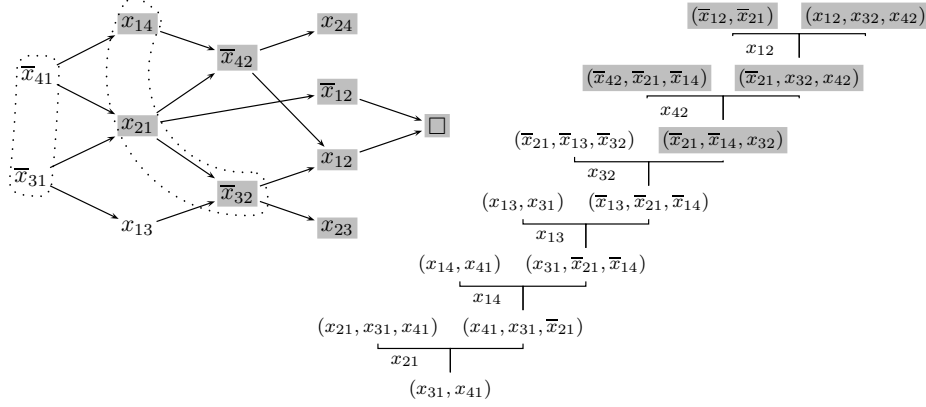 x̅₄₁
x̅₃₁
x₁₄
x₂₁
x₁₃
x̅₄₂
x̅₃₂
x₂₄
x̅₁₂
x₁₂
x₂₃
□
(x̅₁₂, x̅₂₁) (x₁₂, x₃₂, x₄₂)
x₁₂
(x̅₄₂, x̅₂₁, x̅₁₄) (x̅₂₁, x₃₂, x₄₂)
x₄₂
(x̅₂₁, x̅₁₃, x̅₃₂) (x̅₂₁, x̅₁₄, x₃₂)
x₃₂
(x₁₃, x₃₁) (x̅₁₃, x̅₂₁, x̅₁₄)
x₁₃
(x₁₄, x₄₁) (x₃₁, x̅₂₁, x̅₁₄)
x₁₄
(x₂₁, x₃₁, x₄₁) (x₄₁, x₃₁, x̅₂₁)
x₂₁
(x₃₁, x₄₁)